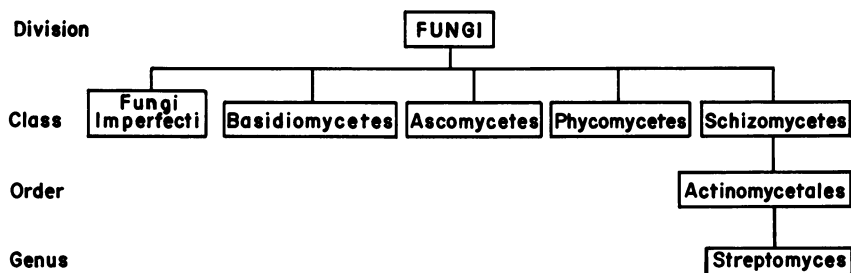 Division
FUNGI
Class
Fungi
Imperfecti
Basidiomycetes
Ascomycetes
Phycomycetes
Schizomycetes
Order
Actinomycetales
Genus
Streptomyces